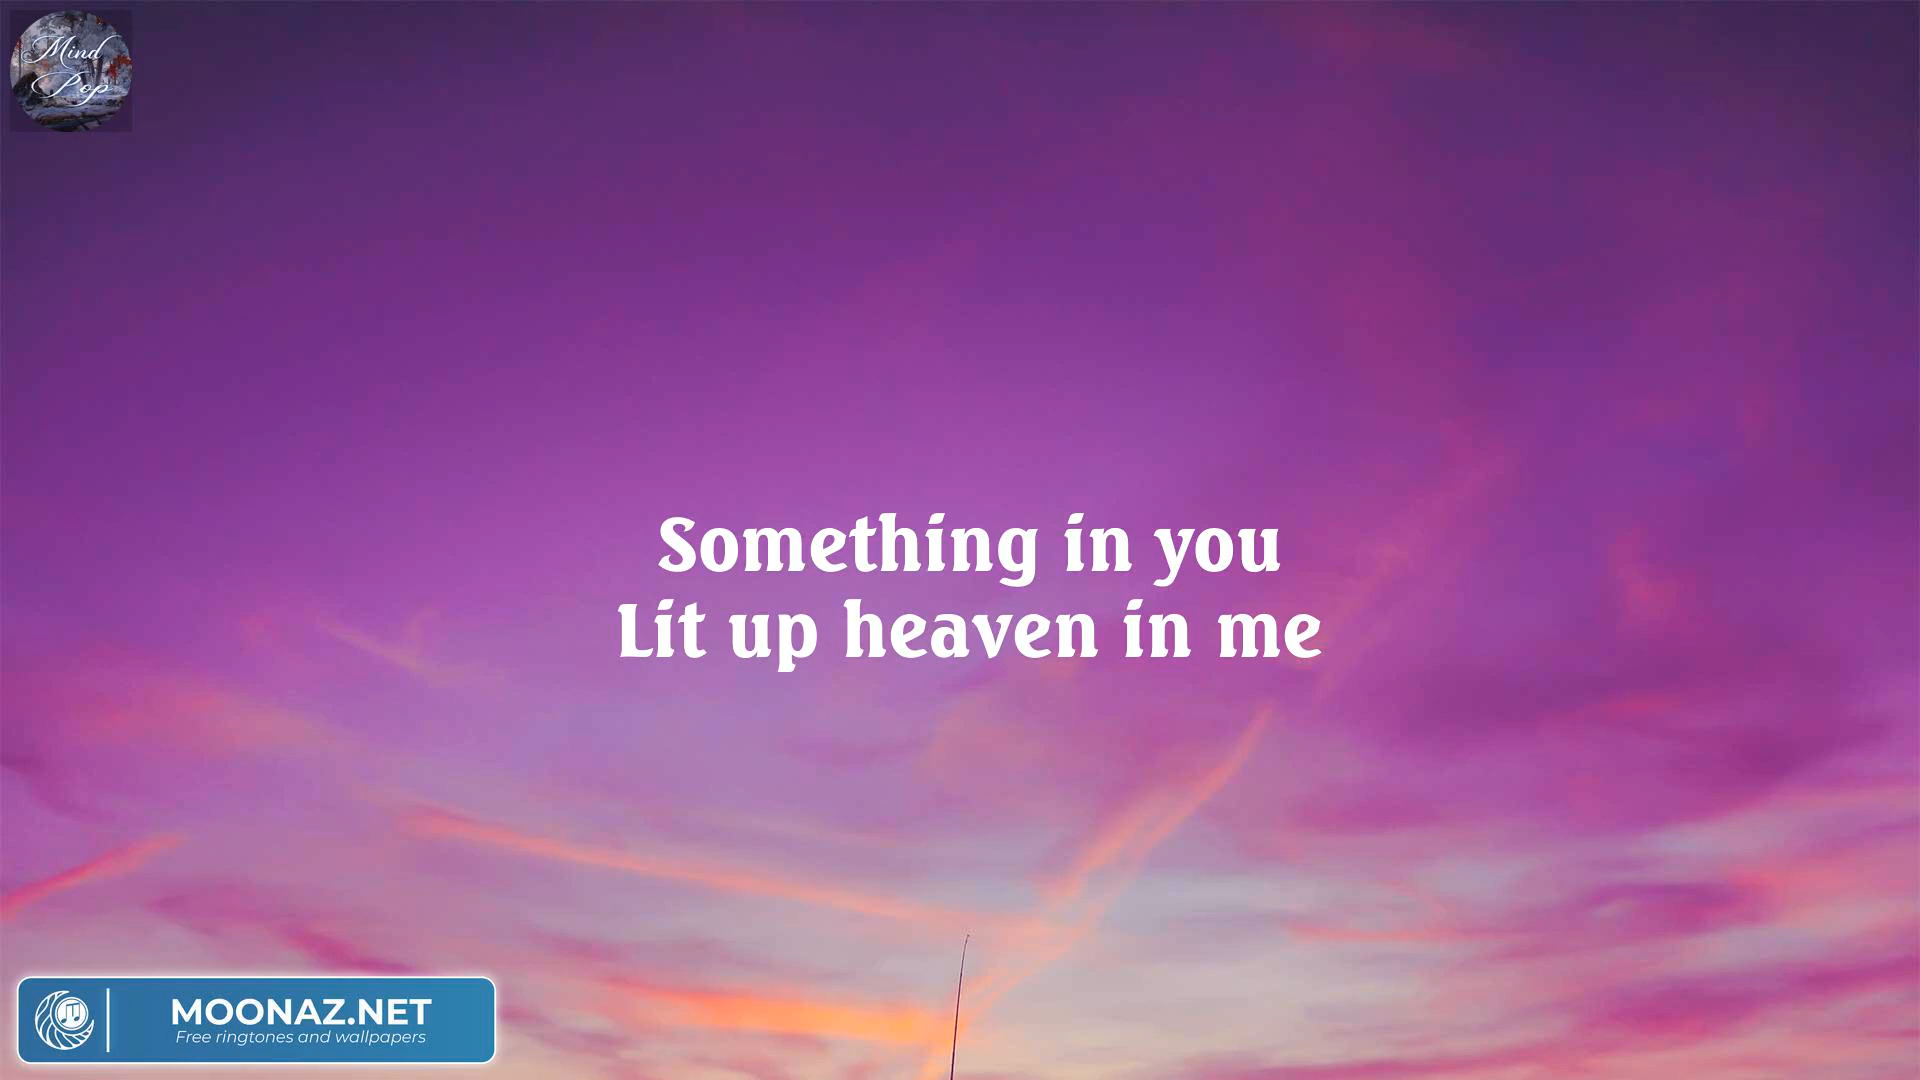 Mind
Pop
Something in you
Lit up heaven in me
MOONAZ.NET
Free ringtones and wallpapers